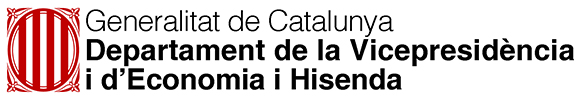 Generalitat de Catalunya
Departament de la Vicepresidència
i d’Economia i Hisenda